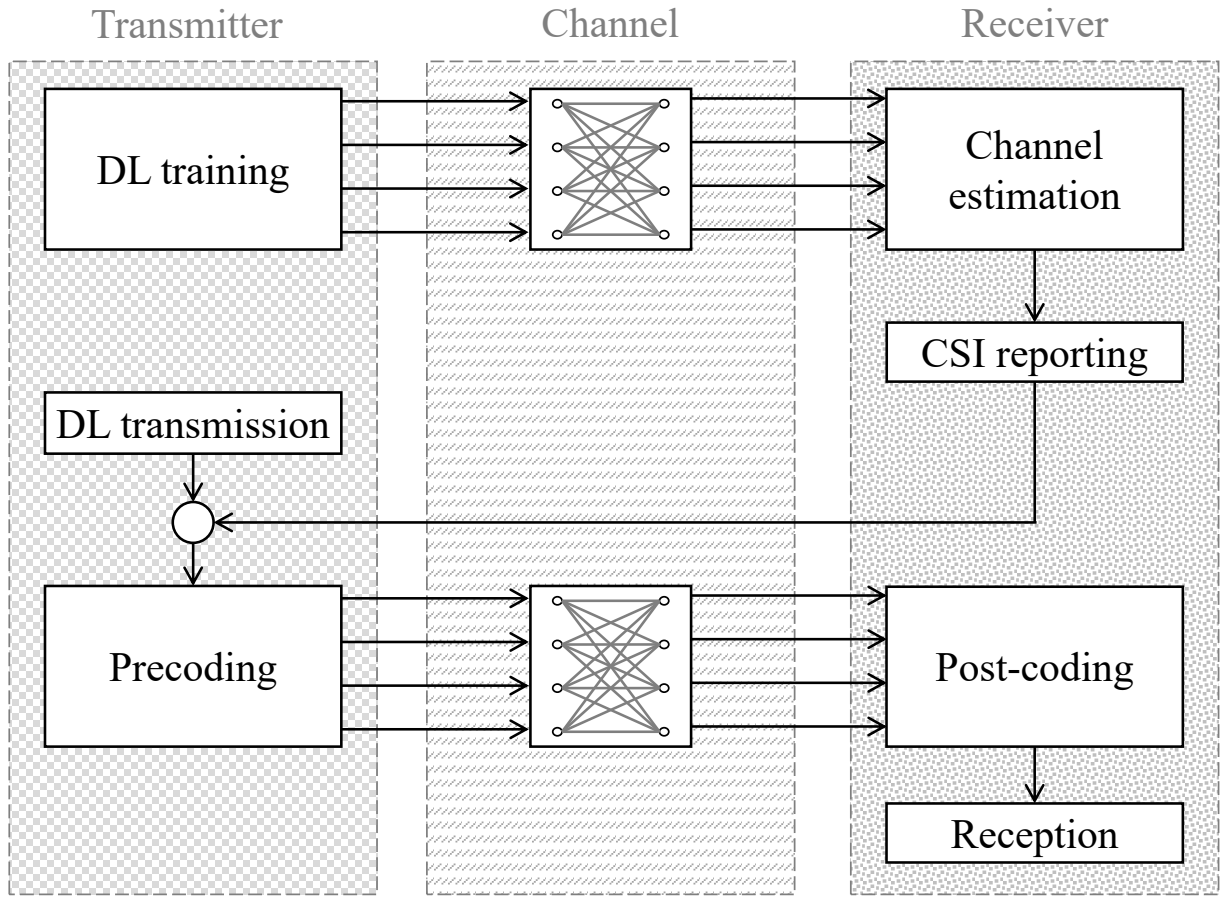 Transmitter
Channel
Receiver
DL training
Channel
estimation
CSI reporting
DL transmission
Precoding
Post-coding
Reception